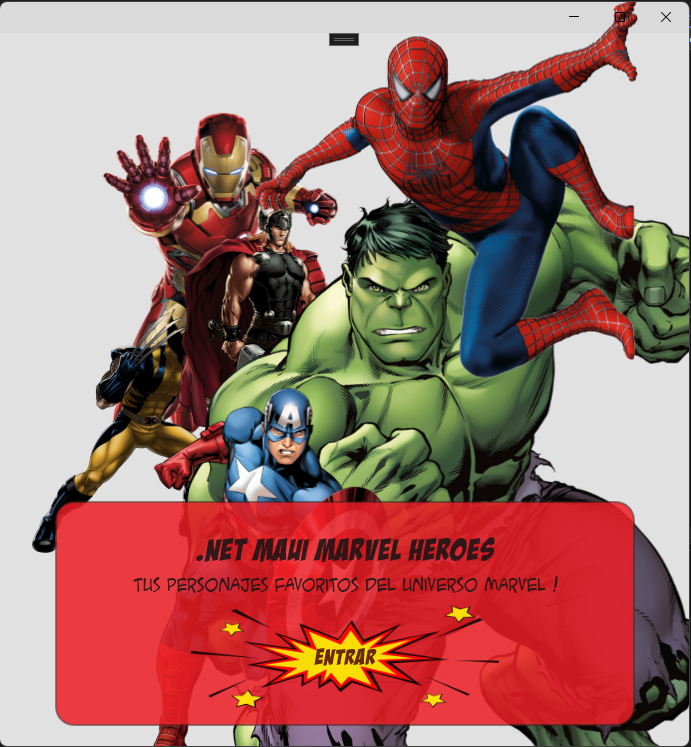 .NET MAUI MARVEL HEROES
TUS PERSONAJES FAVORITOS DEL UNIVERSO MARVEL !
ENTRAR